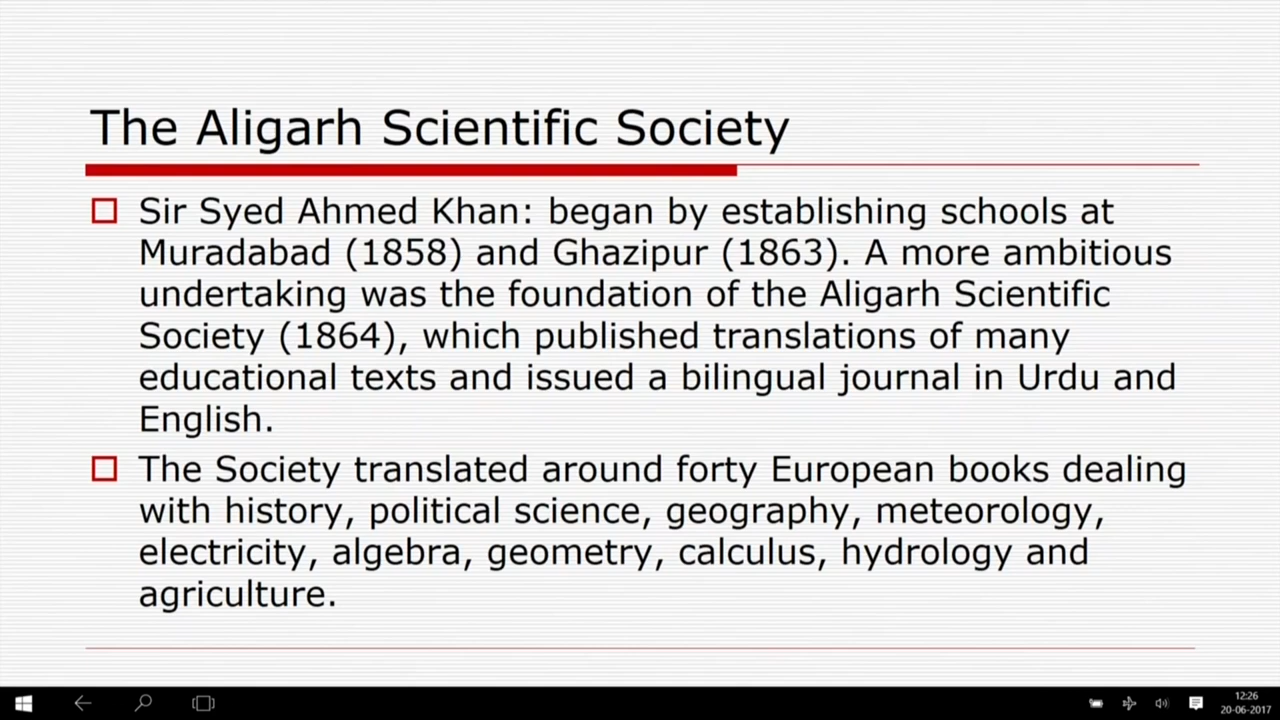 The Aligarh Scientific Society
Sir Syed Ahmed Khan: began by establishing schools at
Muradabad (1858) and Ghazipur (1863). A more ambitious
undertaking was the foundation of the Aligarh Scientific
Society (1864), which published translations of many
educational texts and issued a bilingual journal in Urdu and
English.
The Society translated around forty European books dealing
with history, political science, geography, meteorology,
electricity, algebra, geometry, calculus, hydrology and
agriculture.
12:26
20-06-2017